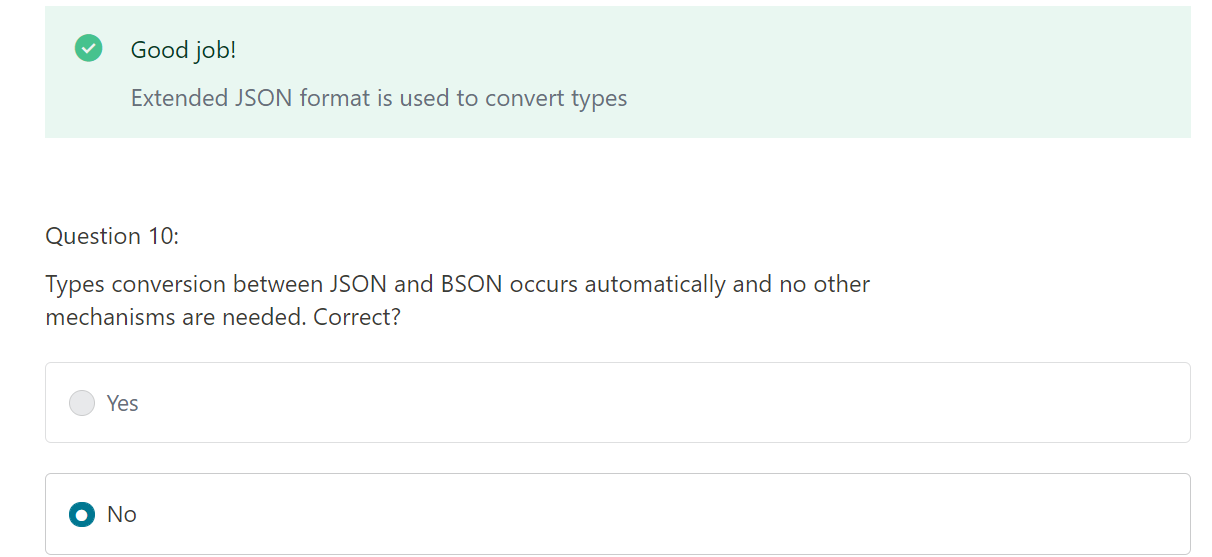 Good job!
Extended JSON format is used to convert types
Question 10:
Types conversion between JSON and BSON occurs automatically and no other
mechanisms are needed. Correct?
Yes
No